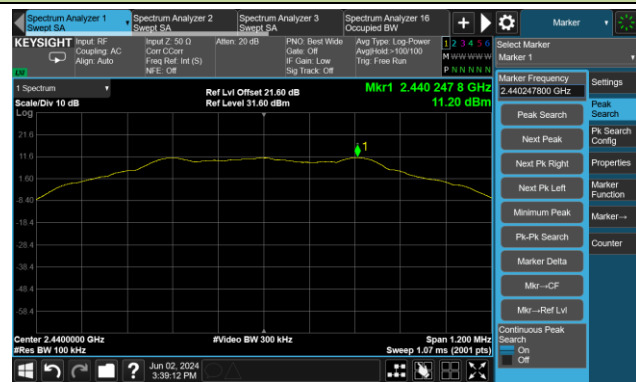 Spectrum Analyzer 1
Swept SA
Spectrum Analyzer 2
Swept SA
Spectrum Analyzer 3
Swept SA
Spectrum Analyzer 16
Occupied BW
Marker
KEYSIGHT
Input: RF
Coupling: AC
Align: Auto
Input Z: 50 Ω
Corr CCorr
Freq Ref: Int (S)
NFE: Off
Atten: 20 dB
PNO: Best Wide
Gate: Off
IF Gain: Low
Sig Track: Off
Avg Type: Log-Power
Avg|Hold:>100/100
Trig: Free Run
1 2 3 4 5 6
M W W W W W
P N N N N N
LV
Select Marker
Marker 1
1 Spectrum
Scale/Div 10 dB
Log
Ref Lvl Offset 21.60 dB
Ref Level 31.60 dBm
Mkr1 2.440 247 8 GHz
11.20 dBm
1
21.6
11.6
1.60
-8.40
-18.4
-28.4
-38.4
-48.4
-58.4
Center 2.4400000 GHz
#Res BW 100 kHz
#Video BW 300 kHz
Span 1.200 MHz
Sweep 1.07 ms (2001 pts)
Marker Frequency
2.440247800 GHz
Peak Search
Next Peak
Next Pk Right
Next Pk Left
Minimum Peak
Pk-Pk Search
Marker Delta
Mkr→CF
Mkr→Ref Lvl
Continuous Peak
Search
On
Off
Settings
Peak
Search
Pk Search
Config
Properties
Marker
Function
Marker→
Counter
?
Jun 02, 2024
3:39:12 PM